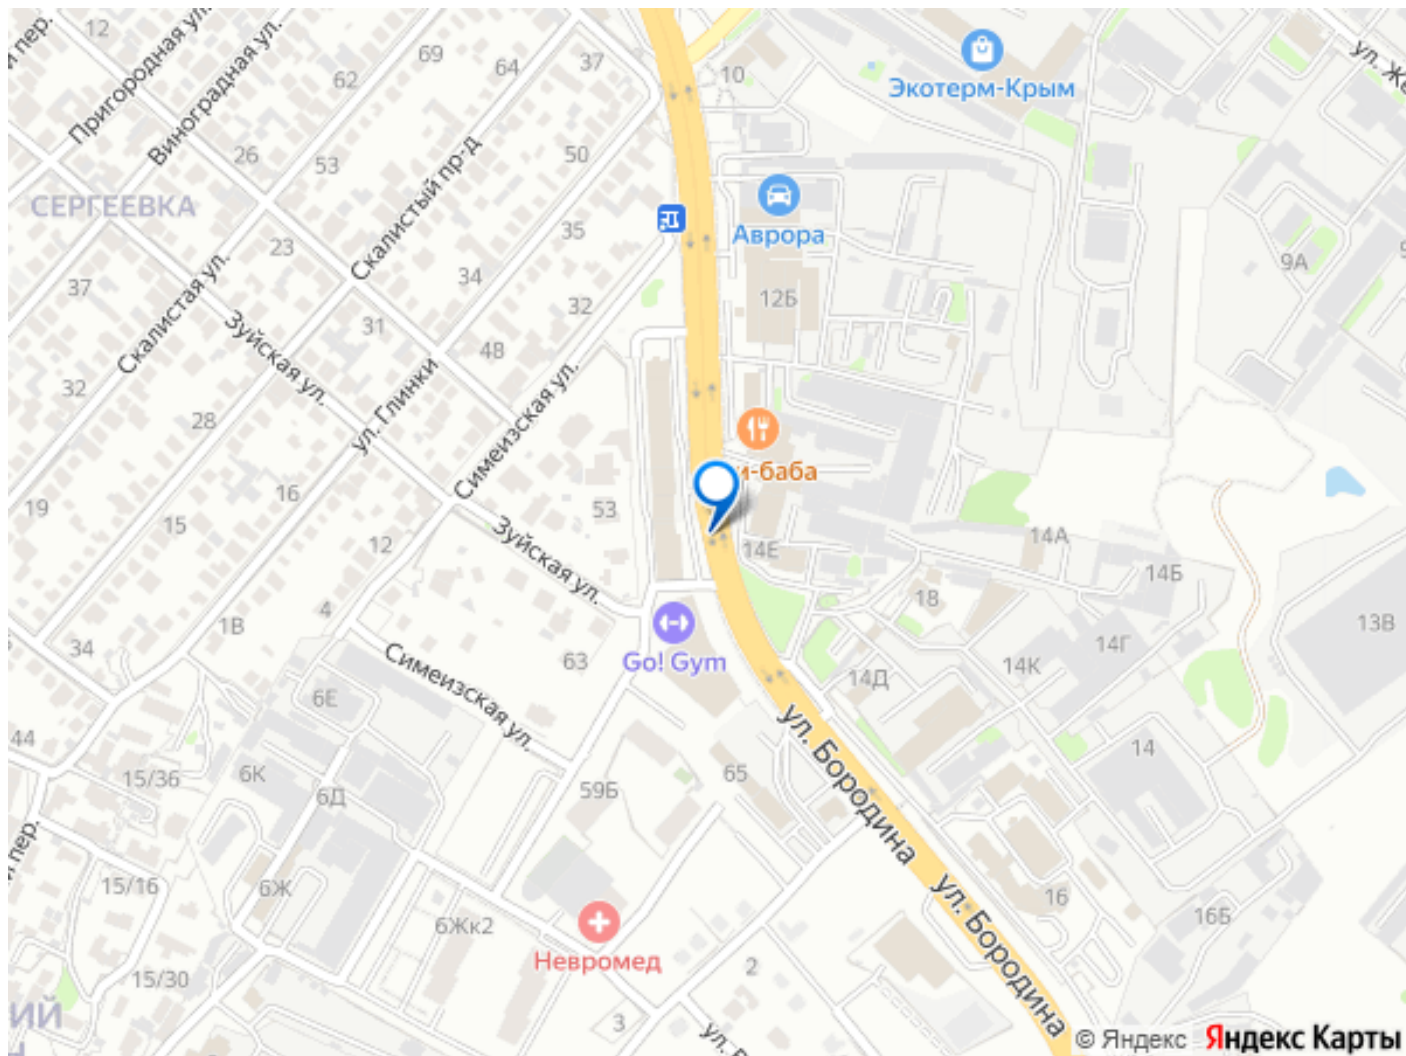 12
й пер.
Пригородная ул.
Виноградная ул.
69
62
64
37
10
Экотерм-Крым
ул. Же
53
26
50
Скалистый пр-д
СЕРГЕЕВКА
23
35
Аврора
9А
37
34
32
12Б
Скалистая ул.
Зуйская ул.
31
48
32
28
ул. Глинки
Симеизская ул.
и-баба
19
16
15
53
12
Зуйская ул.
14Е
14А
14Б
18
4
1В
34
63
Go! Gym
14Г
14К
14Д
13В
6Е
Симеизская ул.
ул. Бородина
44
15/36
6К
6Д
59Б
65
14
пер.
15/16
6Ж
6Жк2
Невромед
ул. Бородина
16
16Б
15/30
2
3
ИЙ
Н
© Яндекс
Яндекс Карты